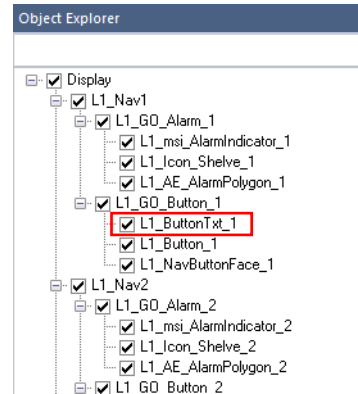 Object Explorer
Display
L1_Nav1
L1_GO_Alarm_1
L1_msi_AlarmIndicator_1
L1_Icon_Shelve_1
L1_AE_AlarmPolygon_1
L1_GO_Button_1
L1_ButtonTxt_1
L1_Button_1
L1_NavButtonFace_1
L1_Nav2
L1_GO_Alarm_2
L1_msi_AlarmIndicator_2
L1_Icon_Shelve_2
L1_AE_AlarmPolygon_2
L1_GO_Button_2